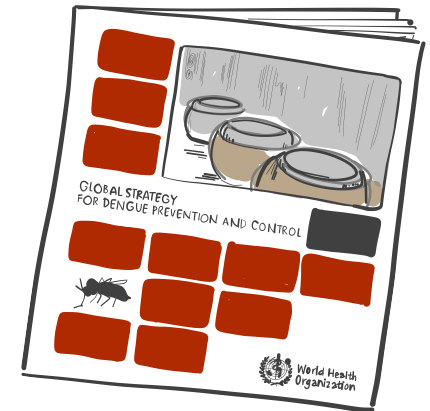 GLOBAL STRATEGY
FOR DENGUE PREVENTION AND CONTROL
World Health
Organization